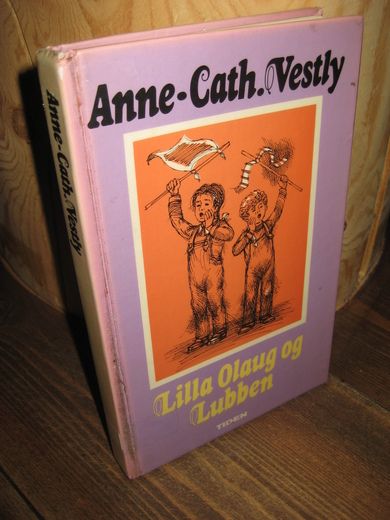 Anne-Cath. Vestly
Anne-Cath. Vestly
Lilla Olaug og
Lubben
TIDEN